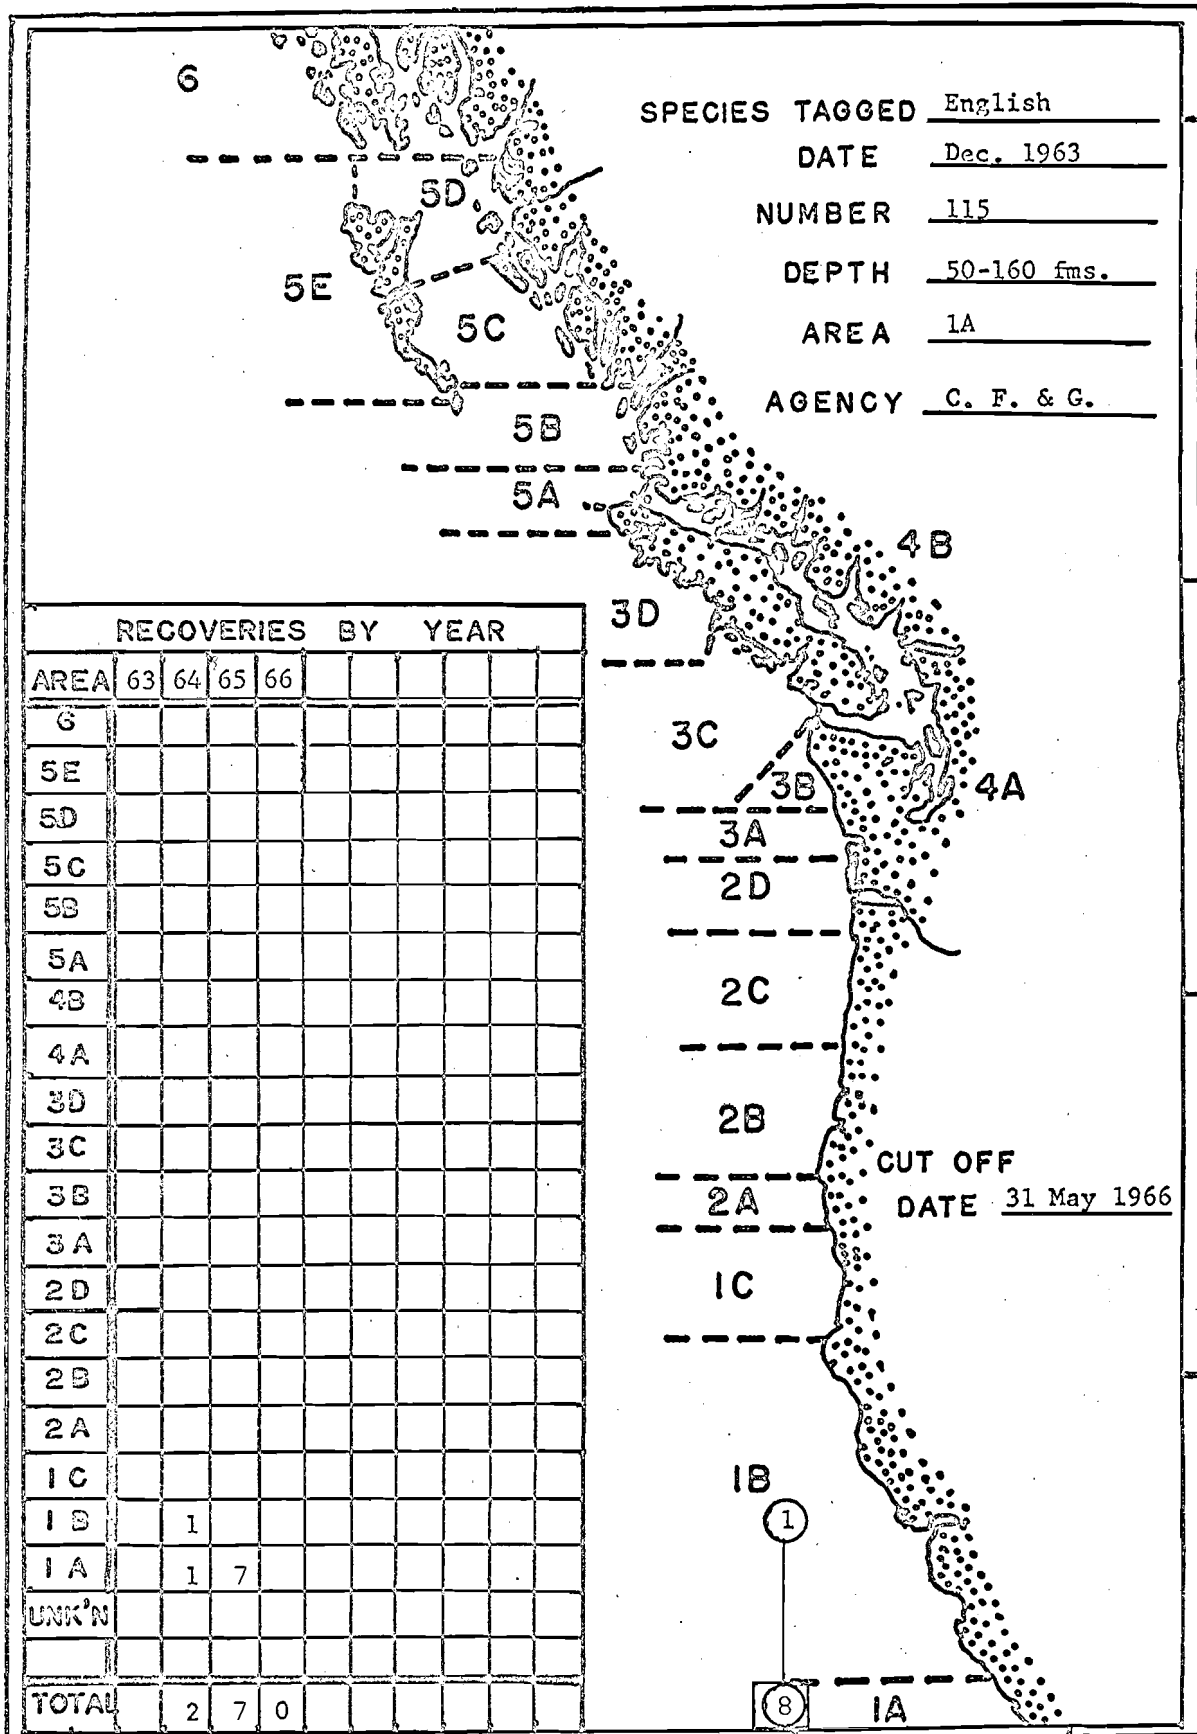 6
SPECIES TAGGED English
DATE Dec. 1963
5D
NUMBER 115
5E
DEPTH 50-160 fms.
5C
AREA 1A
AGENCY C. F. & G.
5B
5A
4B
3D
3C
3B
4A
3A
2D
2C
2B
CUT OFF
2A
DATE 31 May 1966
1C
1B
1
8
1A
RECOVERIES BY YEAR
AREA 63 64 65 66
6
5E
5D
5C
5B
5A
4B
4A
3D
3C
3B
3A
2D
2C
2B
2A
1C
1B 1
1A 1 7
UNK'N
TOTAL 2 7 0